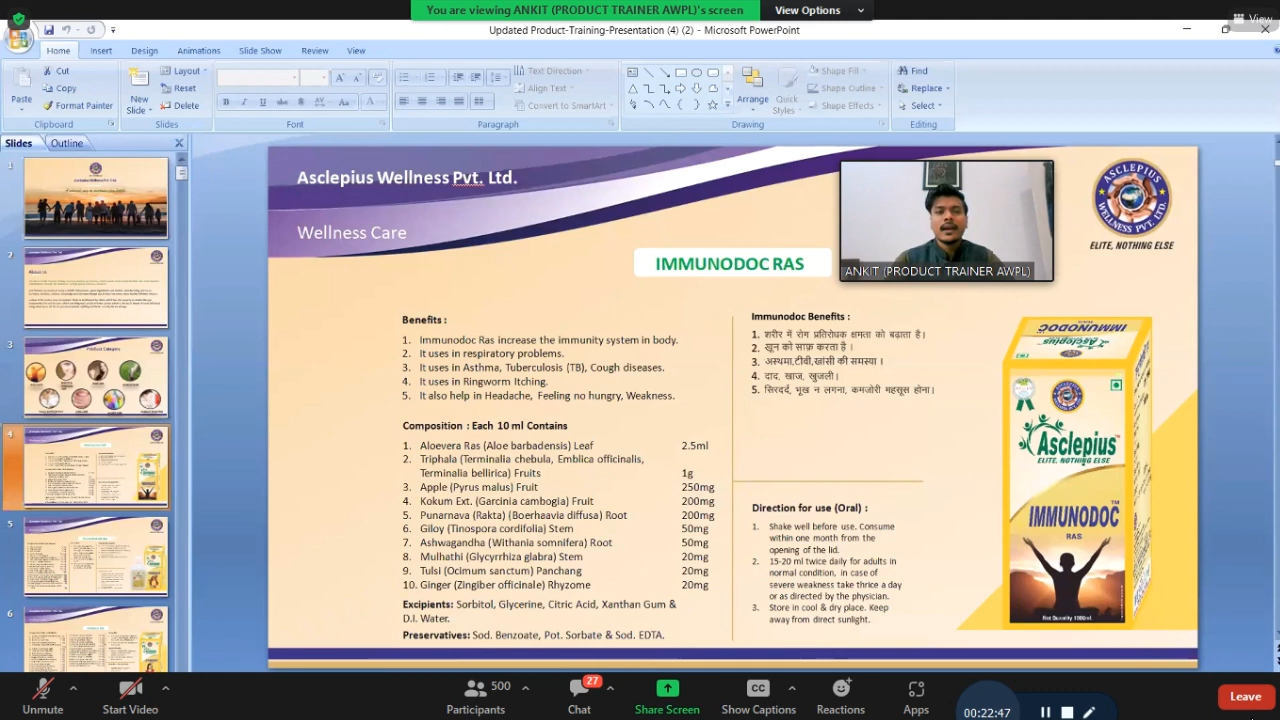 You are viewing ANKIT (PRODUCT TRAINER AWPL)'s screen
View Options
View
Updated Product-Training-Presentation (4) (2) - Microsoft PowerPoint
Home Insert Design Animations Slide Show Review View
Paste
Cut
Copy
Format Painter
Clipboard
New Slide
Layout
Reset
Delete
Slides
Font
Text Direction
Align Text
Convert to SmartArt
Paragraph
Arrange
Quick Styles
Shape Fill
Shape Outline
Shape Effects
Drawing
Find
Replace
Select
Editing
Slides Outline
1
2
3
4
5
6
Asclepius Wellness Pvt. Ltd.
Wellness Care
IMMUNODOC RAS
ANKIT (PRODUCT TRAINER AWPL)
ASCLEPIUS
WELLNESS PVT. LTD.
ELITE, NOTHING ELSE
Benefits :
1. Immunodoc Ras increase the immunity system in body.
2. It uses in respiratory problems.
3. It uses in Asthma, Tuberculosis (TB), Cough diseases.
4. It uses in Ringworm Itching.
5. It also help in Headache, Feeling no hungry, Weakness.
Composition : Each 10 ml Contains
1. Aloevera Ras (Aloe barbadensis) Leaf 2.5ml
2. Triphala (Terminalia chebula, Emblica officinalis,
Terminalia bellirica) Fruits 1g
3. Apple (Pyrus malus) Fruit 250mg
4. Kokum Ext. (Garcinia cambogia) Fruit 200mg
5. Punarnava (Rakta) (Boerhaavia diffusa) Root 200mg
6. Giloy (Tinospora cordifolia) Stem 50mg
7. Ashwagandha (Withania somnifera) Root 50mg
8. Mulhathi (Glycyrrhiza glabra) Stem 20mg
9. Tulsi (Ocimum sanctum) Panchang 20mg
10. Ginger (Zingiber officinale) Rhyzome 20mg
Excipients: Sorbitol, Glycerine, Citric Acid, Xanthan Gum &
D.I. Water.
Preservatives: Sod. Benzoate, Pot. Sorbate & Sod. EDTA.
Immunodoc Benefits :
1. शरीर में रोग प्रतिरोधक क्षमता को बढ़ाता है।
2. खून को साफ़ करता है ।
3. अस्थमा,टीवी,खांसी की समस्या ।
4. दाद, खाज, खुजली।
5. सिरदर्द, भूख न लगना, कमजोरी महसूस होना।
Direction for use (Oral) :
1. Shake well before use. Consume
within one month from the
opening of the lid.
2. 15-20 ml twice daily for adults in
normal condition, in case of
severe weakness take thrice a day
or as directed by the physician.
3. Store in cool & dry place. Keep
away from direct sunlight.
IMMUNODOC
Asclepius
Asclepius
ELITE, NOTHING ELSE
IMMUNODOC
RAS
Unmute
Start Video
500
Participants
27
Chat
Share Screen
CC
Show Captions
Reactions
Apps
00:22:47
Leave